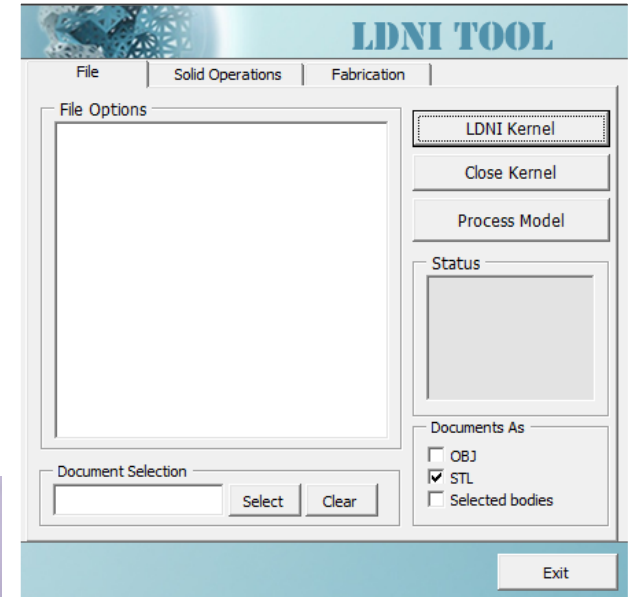 LDNI TOOL
File
Solid Operations
Fabrication
File Options
LDNI Kernel
Close Kernel
Process Model
Status
Documents As
OBJ
STL
Selected bodies
Document Selection
Select
Clear
Exit